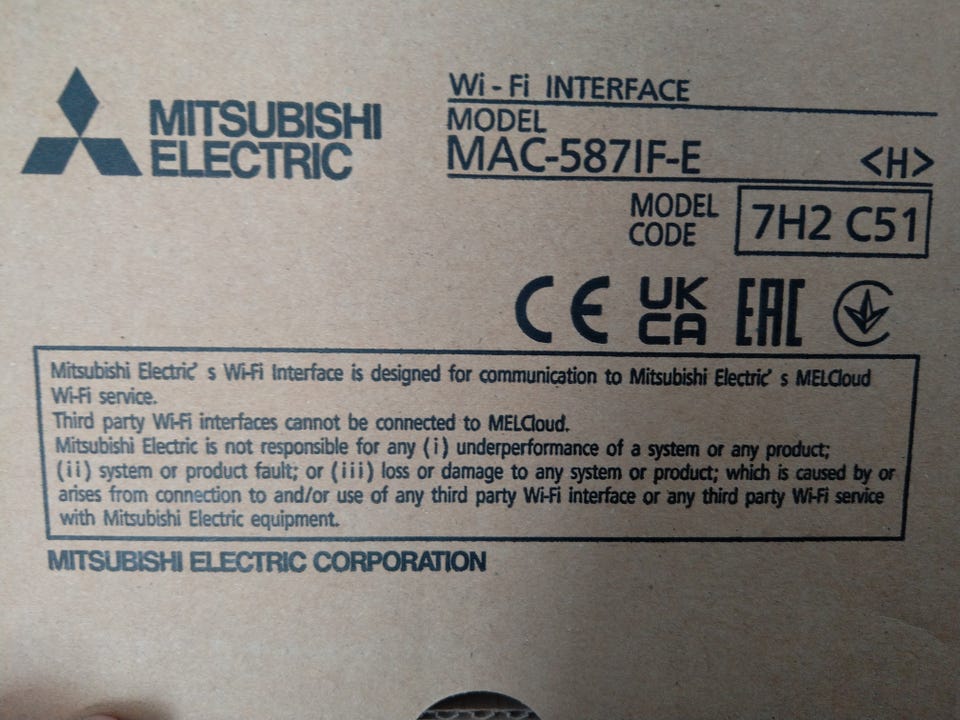 MITSUBISHI
ELECTRIC
Wi-Fi INTERFACE
MODEL
MAC-587IF-E <H>
MODEL
CODE
7H2 C51
CE
UK
CA
EAC
Mitsubishi Electric' s Wi-Fi Interface is designed for communication to Mitsubishi Electric' s MELCloud
Wi-Fi service.
Third party Wi-Fi interfaces cannot be connected to MELCloud.
Mitsubishi Electric is not responsible for any (i) underperformance of a system or any product;
(ii) system or product fault; or (iii) loss or damage to any system or product; which is caused by or
arises from connection to and/or use of any third party Wi-Fi interface or any third party Wi-Fi service
with Mitsubishi Electric equipment.
MITSUBISHI ELECTRIC CORPORATION